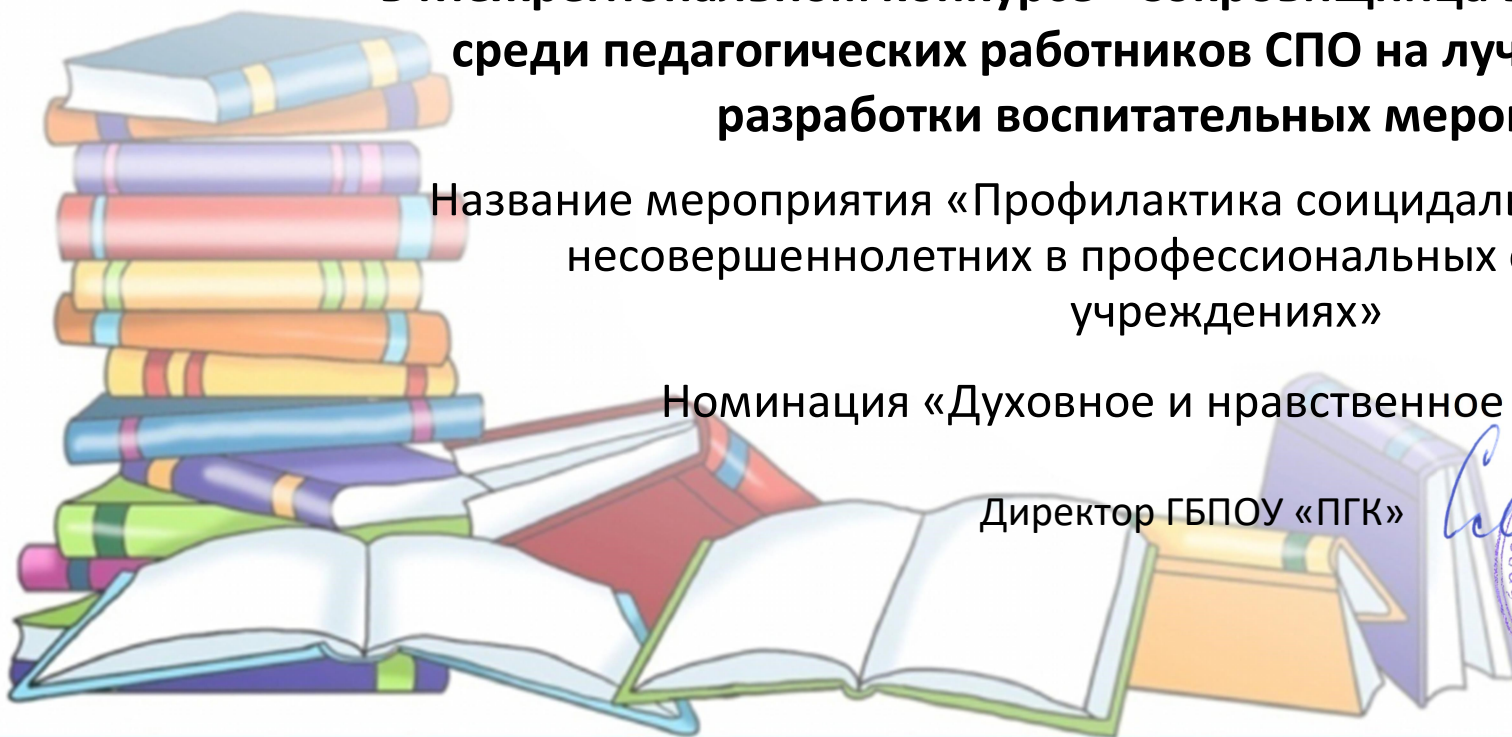 среди педагогических работников СПО на луч
разработки воспитательных меро
Название мероприятия «Профилактика соицидал
несовершеннолетних в профессиональных
учреждениях»
Номинация «Духовное и нравственное
Директор ГБПОУ «ПГК»